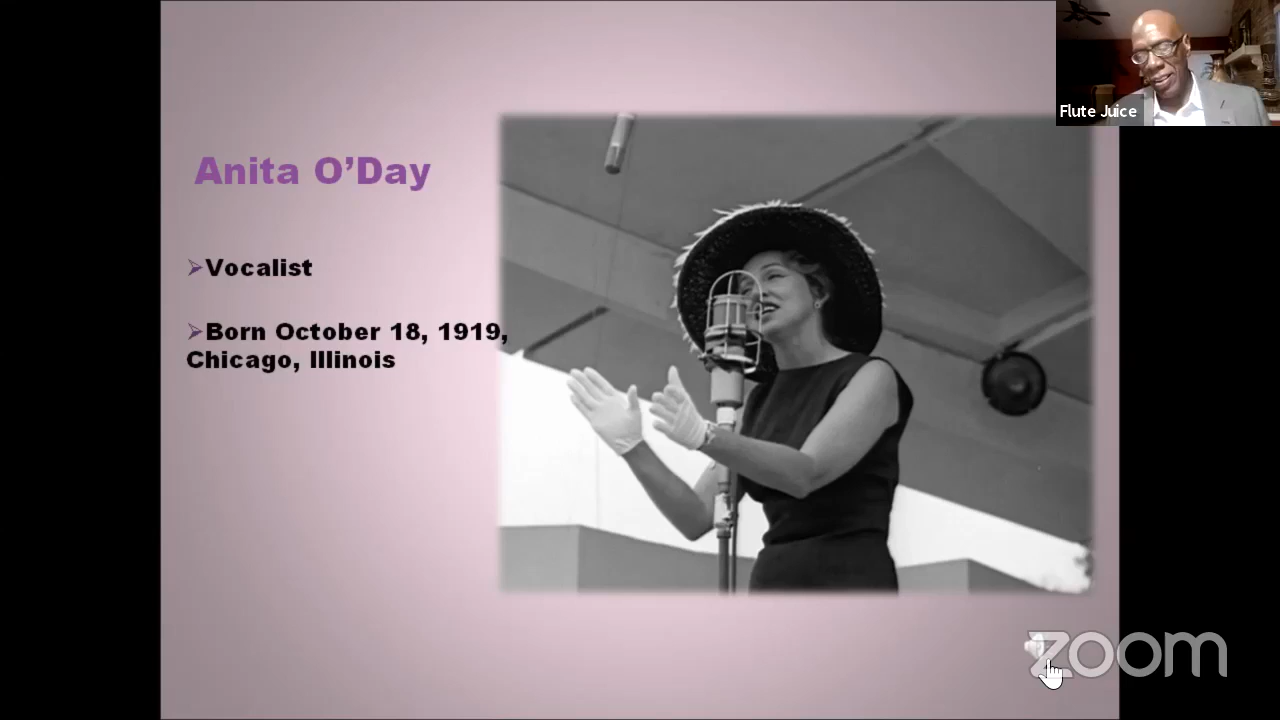 Flute Juice
Anita O’Day
➢Vocalist
➢Born October 18, 1919,
Chicago, Illinois
zoom